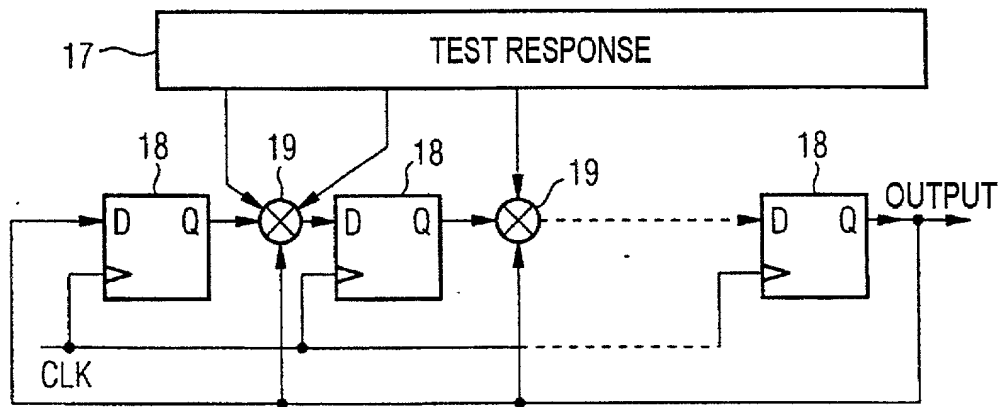 17
TEST RESPONSE
18
19
18
19
18
D Q
D Q
D Q
OUTPUT
CLK